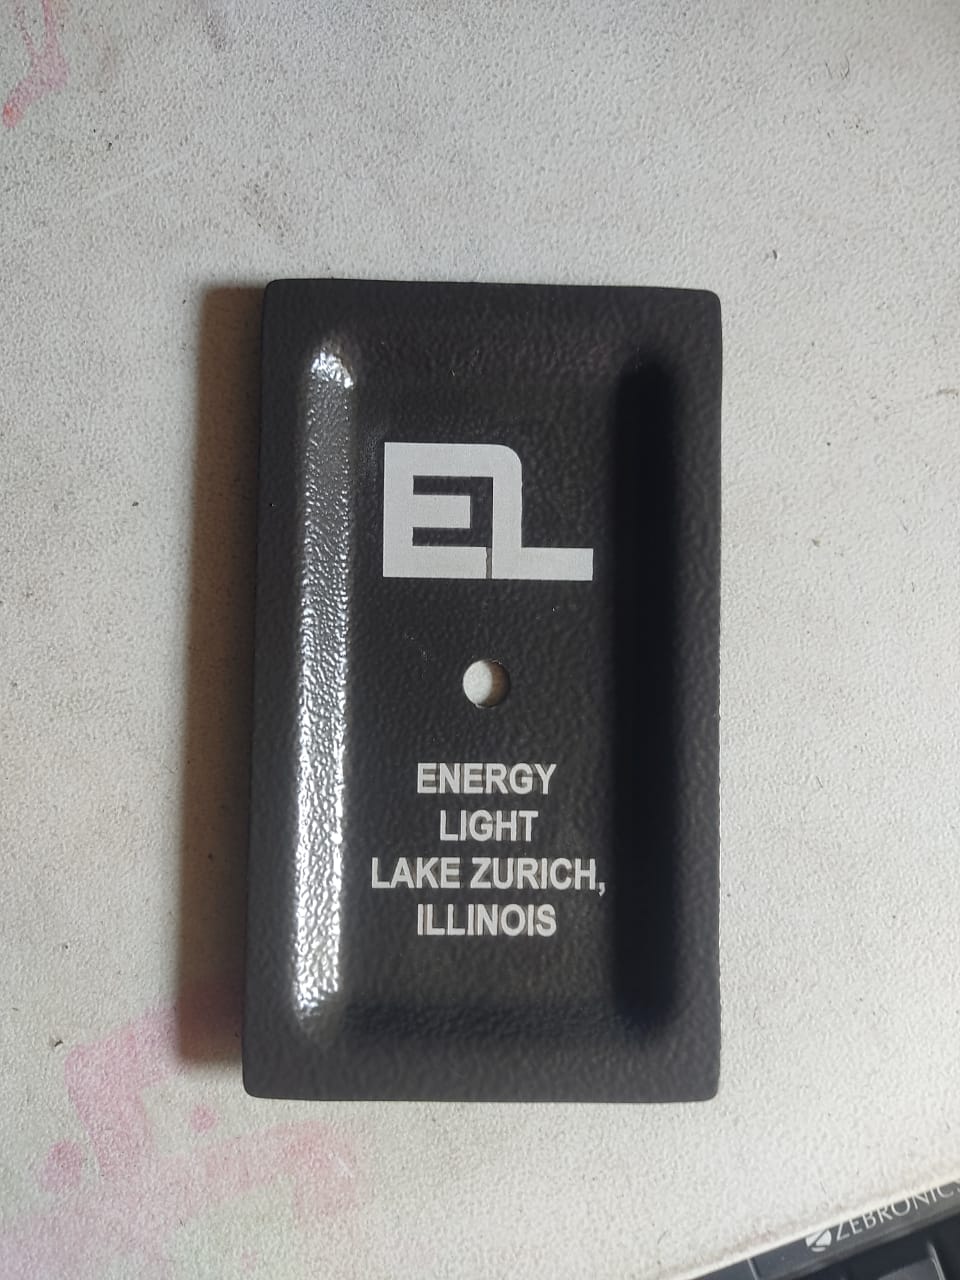 EL
ENERGY
LIGHT
LAKE ZURICH,
ILLINOIS
ZEBRONICS